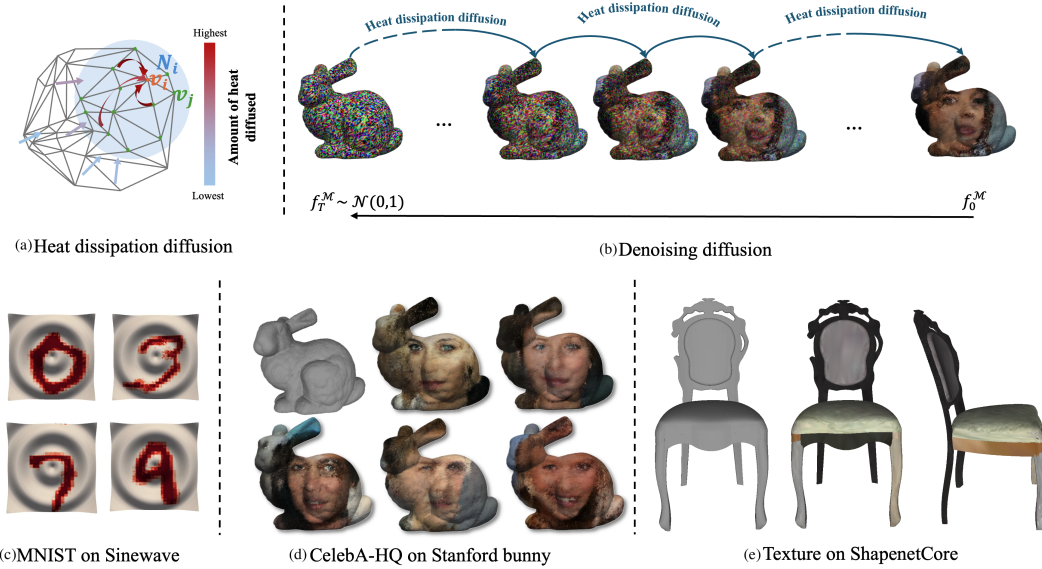 Highest
Amount of heat
diffused
Lowest
N_i
v_i
v_j
(a) Heat dissipation diffusion
Heat dissipation diffusion
Heat dissipation diffusion
Heat dissipation diffusion
...
...
f_T^ℳ ~ 𝒩(0,1)
f_0^ℳ
(b) Denoising diffusion
(c) MNIST on Sinewave
(d) CelebA-HQ on Stanford bunny
(e) Texture on ShapenetCore